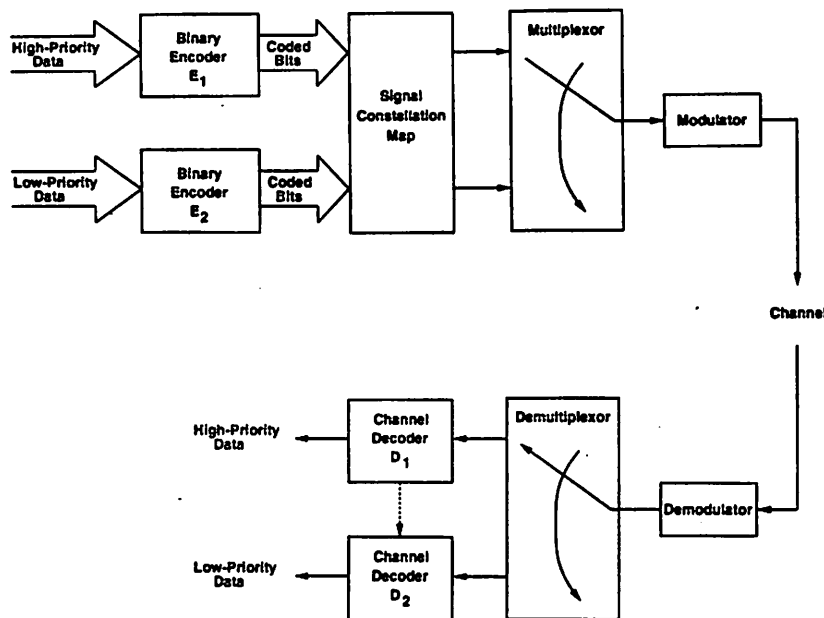 High-Priority
Data
Binary
Encoder
E1
Coded
Bits
Signal
Constellation
Map
Multiplexor
Modulator
Low-Priority
Data
Binary
Encoder
E2
Coded
Bits
Channel
High-Priority
Data
Channel
Decoder
D1
Demultiplexor
Demodulator
Low-Priority
Data
Channel
Decoder
D2